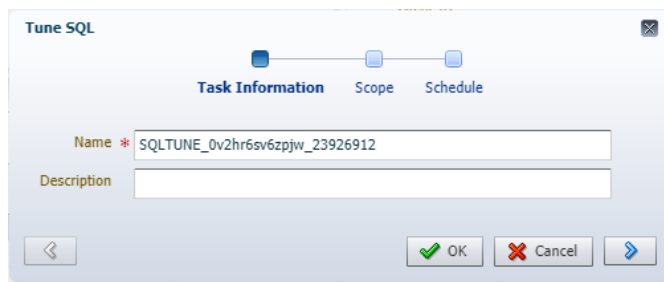 Tune SQL
Task Information Scope Schedule
Name * SQLTUNE_0v2hr6sv6zpjw_23926912
Description
OK Cancel